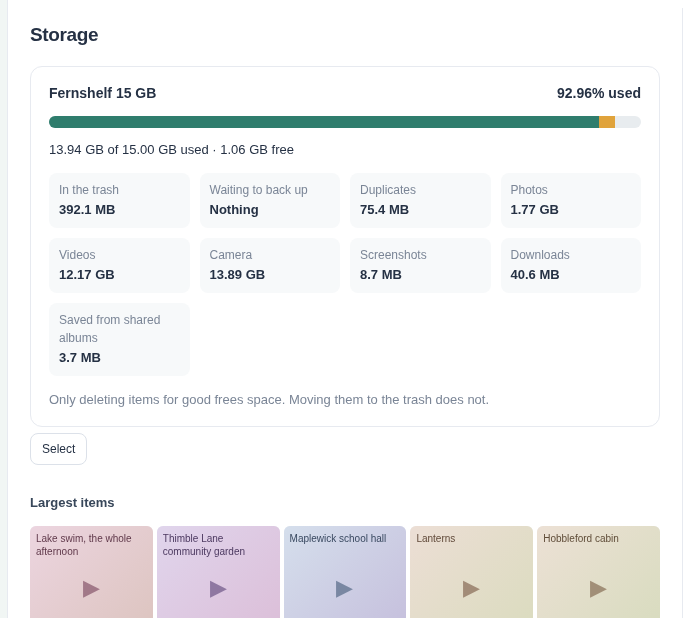 Storage
Fernshelf 15 GB
92.96% used
13.94 GB of 15.00 GB used · 1.06 GB free
In the trash
392.1 MB
Waiting to back up
Nothing
Duplicates
75.4 MB
Photos
1.77 GB
Videos
12.17 GB
Camera
13.89 GB
Screenshots
8.7 MB
Downloads
40.6 MB
Saved from shared
albums
3.7 MB
Only deleting items for good frees space. Moving them to the trash does not.
Select
Largest items
Lake swim, the whole
afternoon
Thimble Lane
community garden
Maplewick school hall
Lanterns
Hobbleford cabin